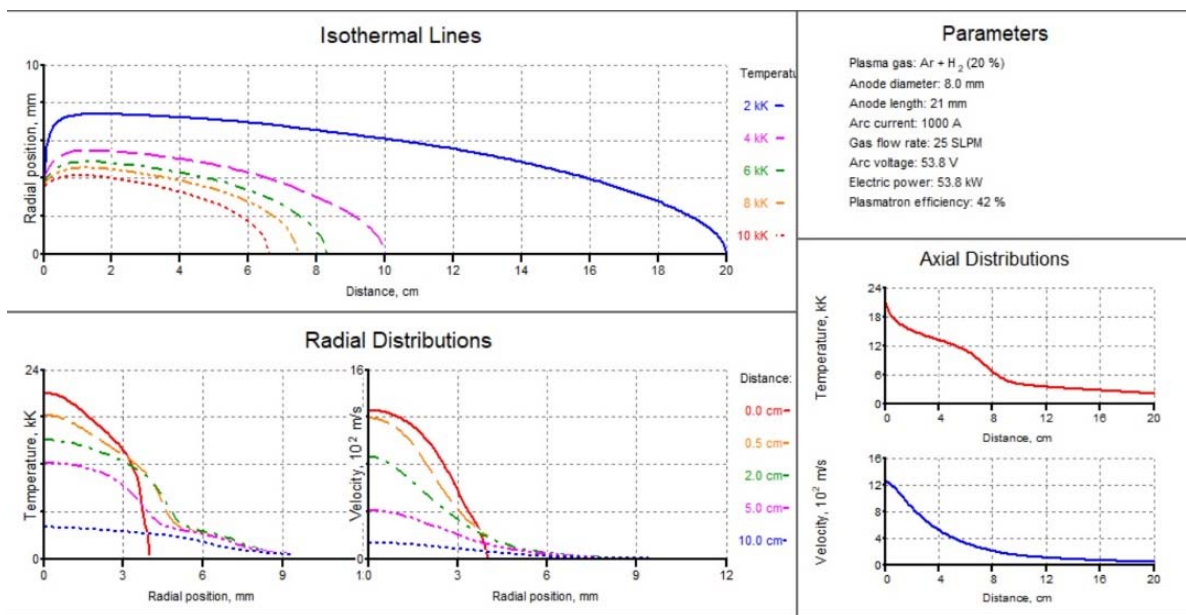 Isothermal Lines
10
Radial position, mm
0
0 2 4 6 8 10 12 14 16 18 20
Distance, cm
Temperatu
2 kK
4 kK
6 kK
8 kK
10 kK
Parameters
Plasma gas: Ar + H2 (20 %)
Anode diameter: 8.0 mm
Anode length: 21 mm
Arc current: 1000 A
Gas flow rate: 25 SLPM
Arc voltage: 53.8 V
Electric power: 53.8 kW
Plasmatron efficiency: 42 %
Radial Distributions
24
Temperature, kK
0
0 3 6 9 1
Radial position, mm
16
Velocity, 10² m/s
0
:0 3 6 9 12
Radial position, mm
Distance:
0.0 cm
0.5 cm
2.0 cm
5.0 cm
10.0 cm
Axial Distributions
24
18
12
6
0
Temperature, kK
0 4 8 12 16 20
Distance, cm
16
12
8
4
0
Velocity, 10² m/s
0 4 8 12 16 20
Distance, cm